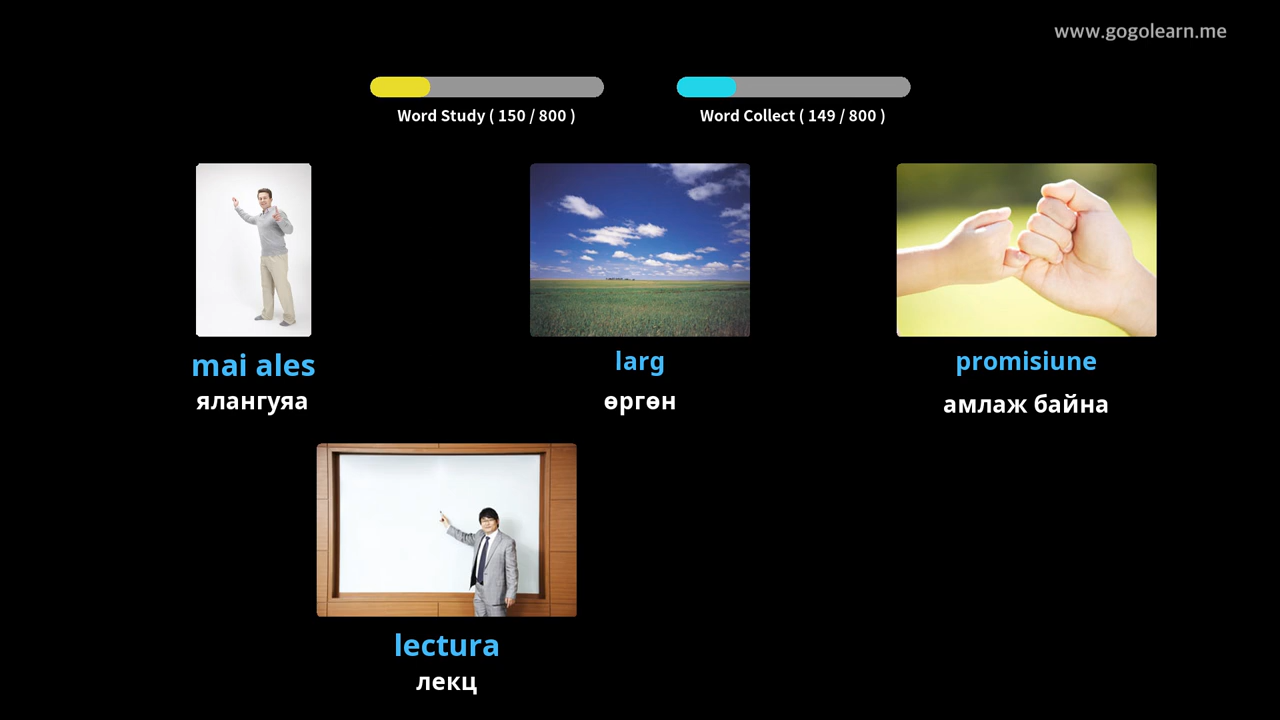 www.gogolearn.me
Word Study ( 150 / 800 )
Word Collect ( 149 / 800 )
mai ales
ялангуяа
larg
өргөн
promisiune
амлаж байна
lectura
лекц